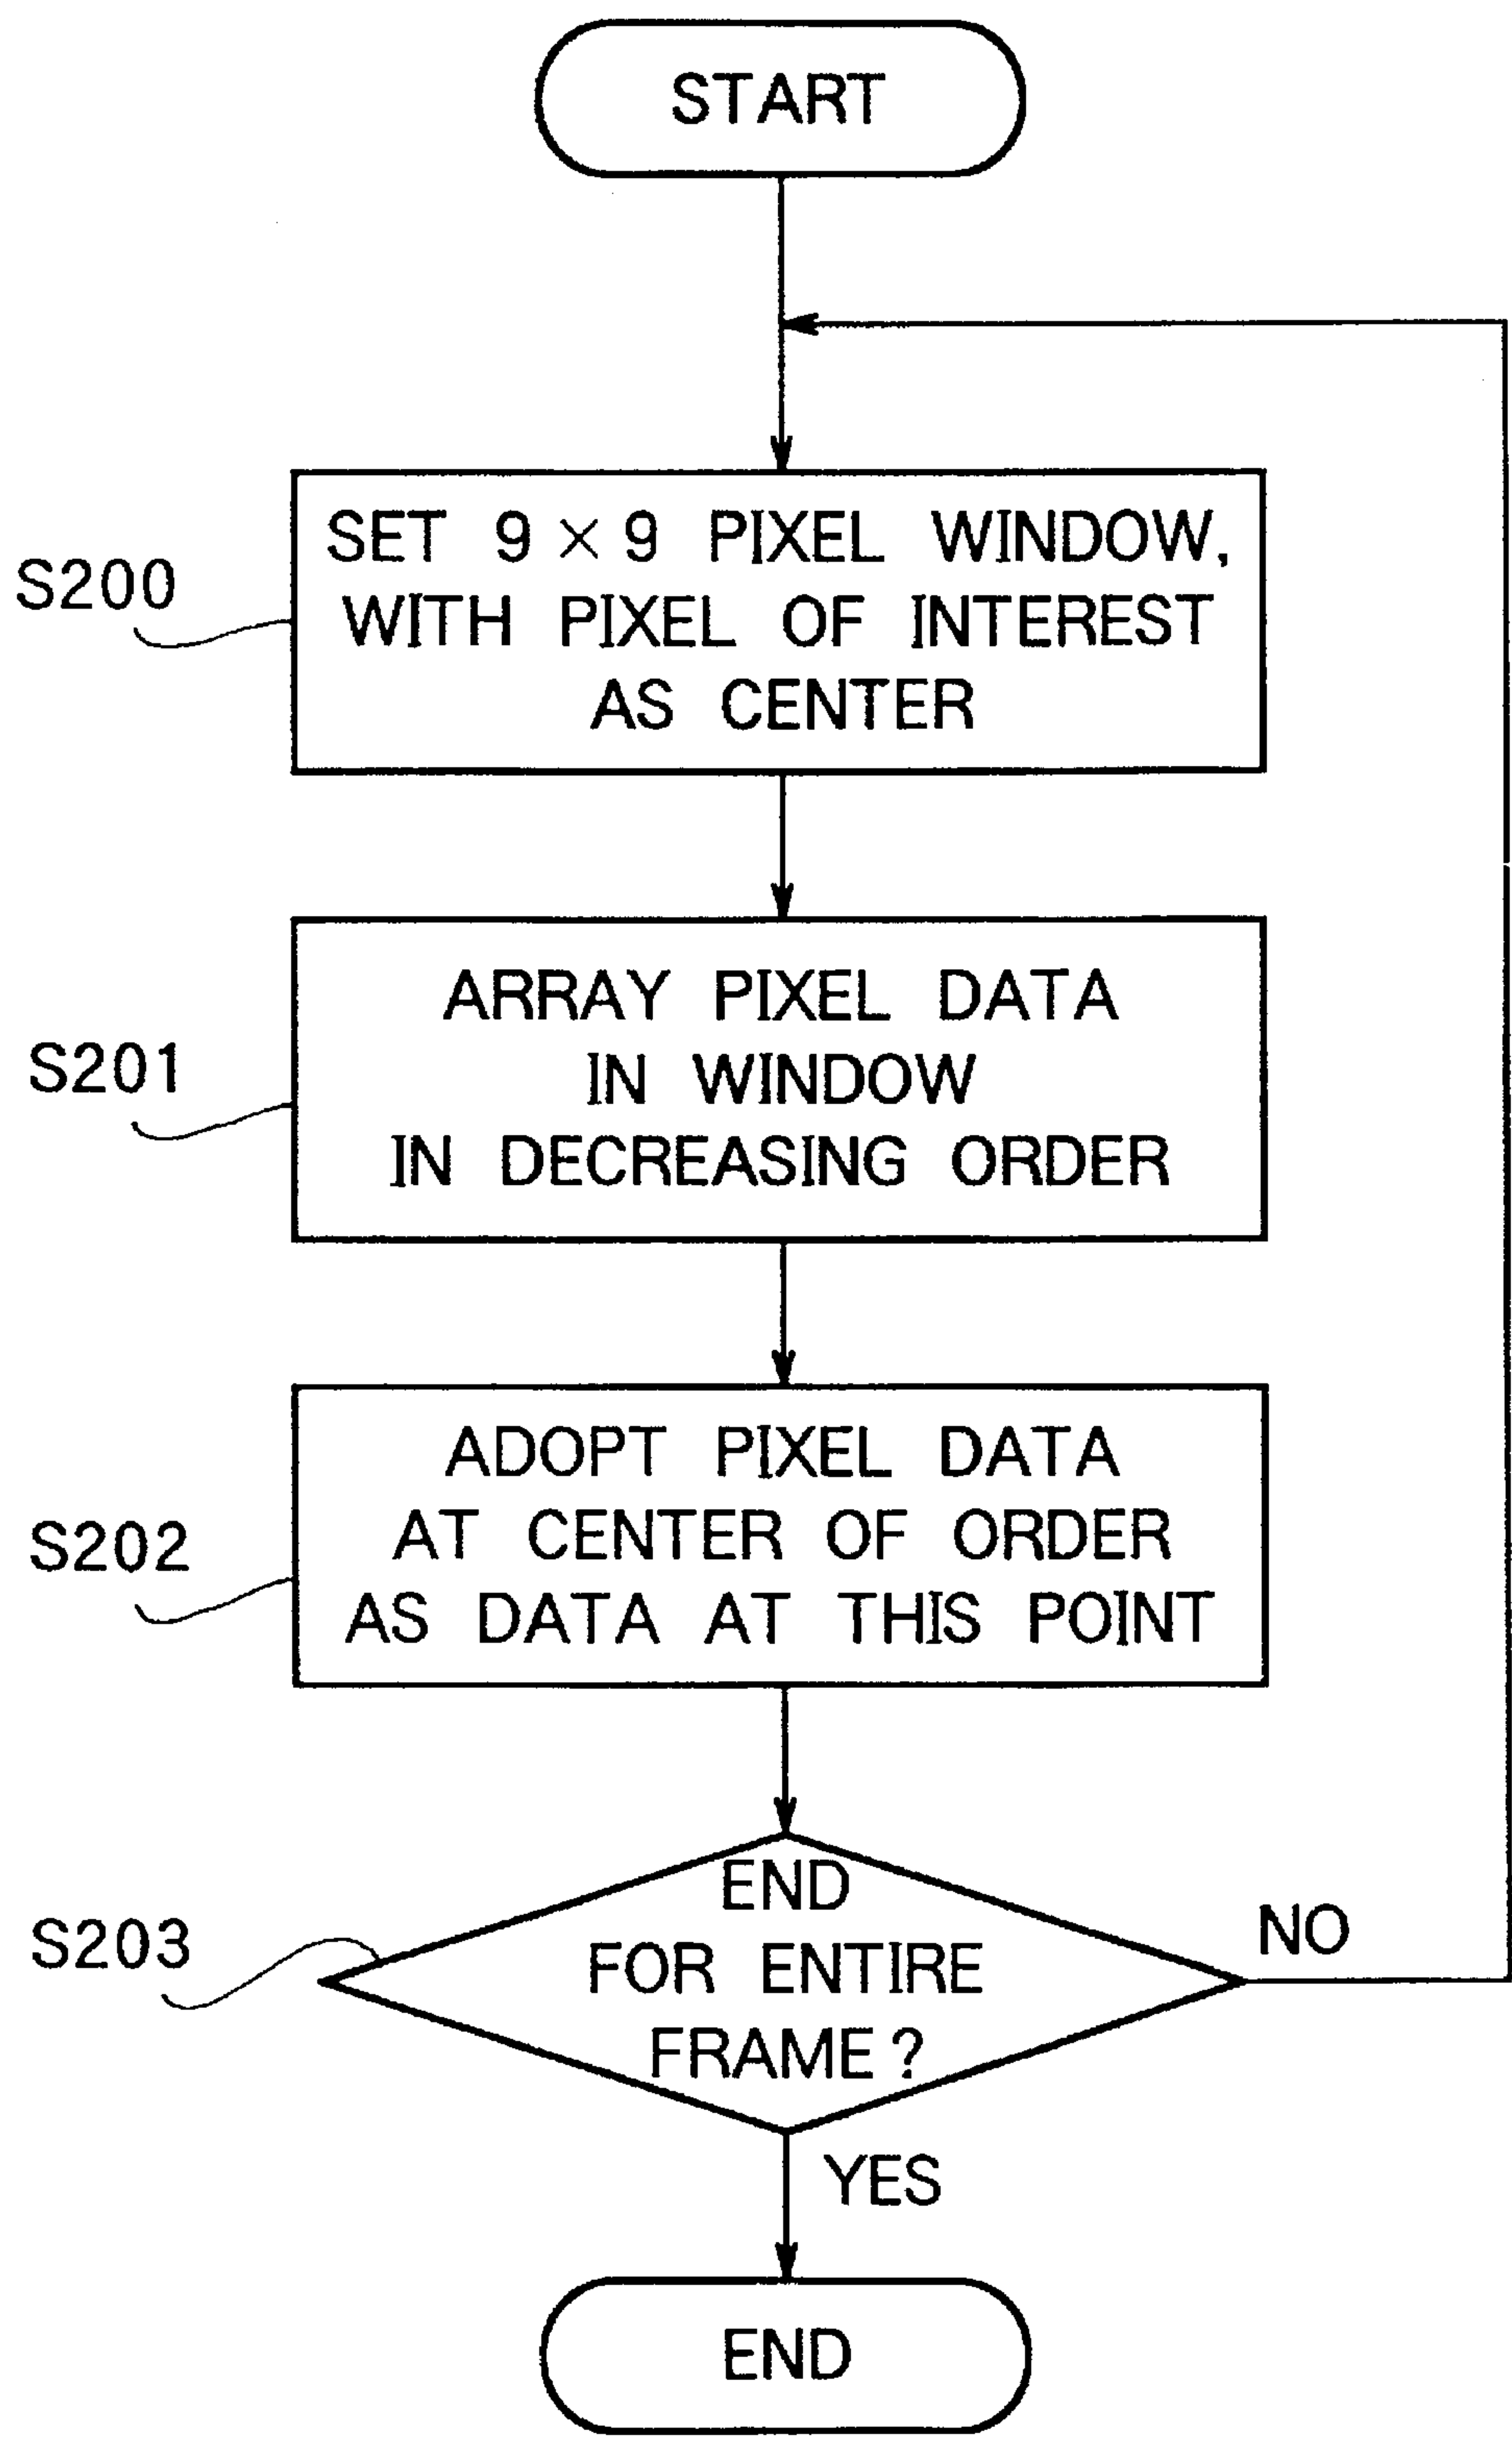 START
S200
SET 9 × 9 PIXEL WINDOW,
WITH PIXEL OF INTEREST
AS CENTER
S201
ARRAY PIXEL DATA
IN WINDOW
IN DECREASING ORDER
S202
ADOPT PIXEL DATA
AT CENTER OF ORDER
AS DATA AT THIS POINT
S203
END
FOR ENTIRE
FRAME?
NO
YES
END